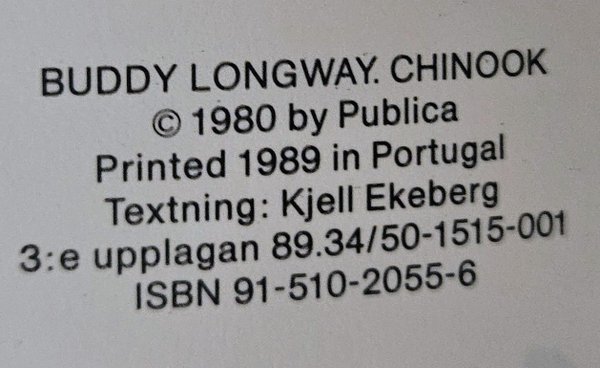 BUDDY LONGWAY. CHINOOK
© 1980 by Publica
Printed 1989 in Portugal
Textning: Kjell Ekeberg
3:e upplagan 89.34/50-1515-001
ISBN 91-510-2055-6